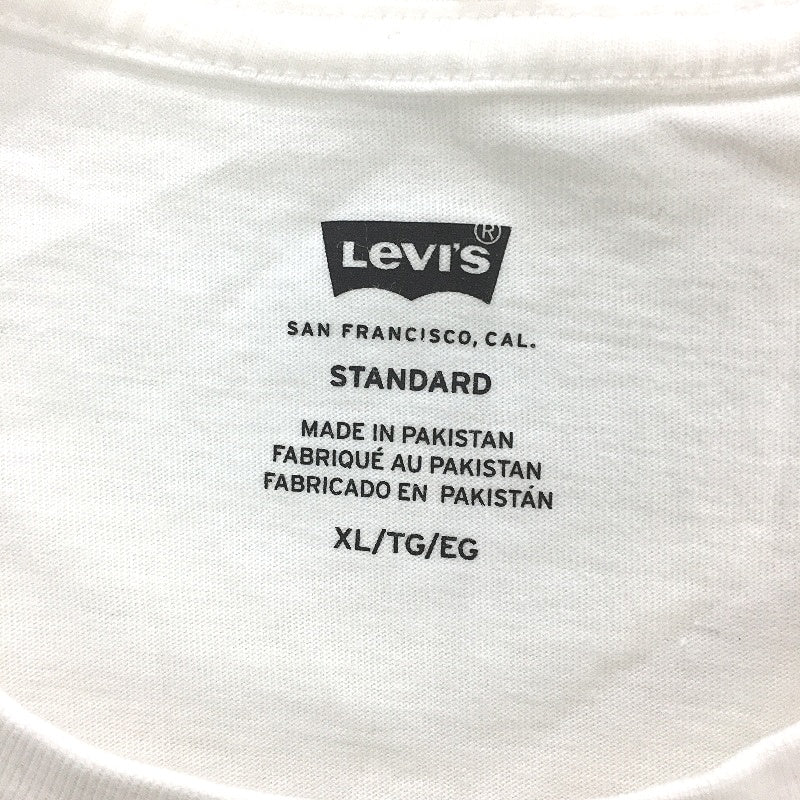 Levi's®
SAN FRANCISCO, CAL.
STANDARD
MADE IN PAKISTAN
FABRIQUÉ AU PAKISTAN
FABRICADO EN PAKISTÁN
XL/TG/EG